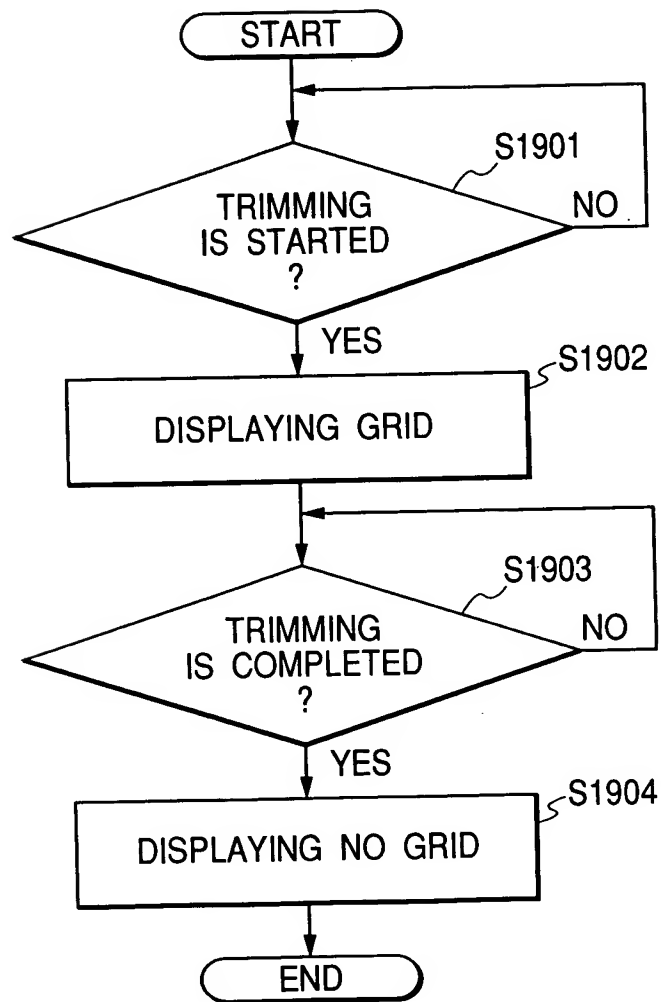 START
S1901
TRIMMING
IS STARTED
?
NO
YES
S1902
DISPLAYING GRID
S1903
TRIMMING
IS COMPLETED
?
NO
YES
S1904
DISPLAYING NO GRID
END